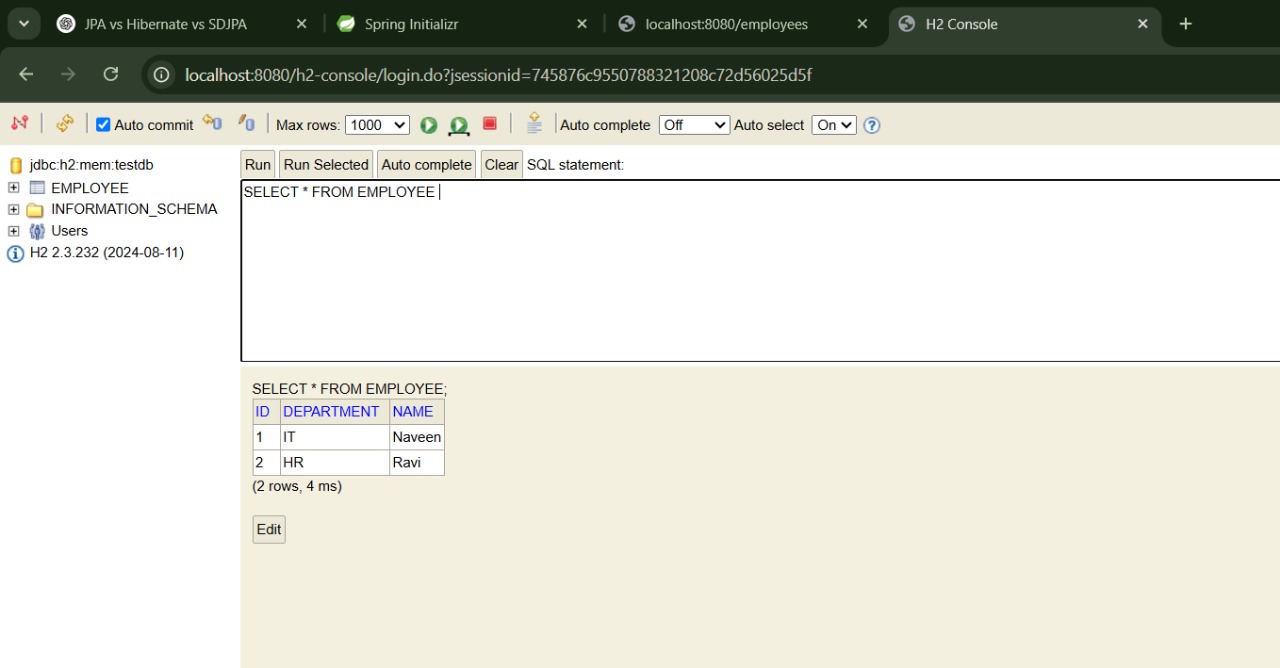 JPA vs Hibernate vs SDJPA
Spring Initializr
localhost:8080/employees
H2 Console
localhost:8080/h2-console/login.do?jsessionid=745876c9550788321208c72d56025d5f
Auto commit Max rows: 1000 Auto complete Off Auto select On ?
jdbc:h2:mem:testdb
EMPLOYEE
INFORMATION_SCHEMA
Users
H2 2.3.232 (2024-08-11)
Run Run Selected Auto complete Clear SQL statement:
SELECT * FROM EMPLOYEE
SELECT * FROM EMPLOYEE;
ID DEPARTMENT NAME
1 IT Naveen
2 HR Ravi
(2 rows, 4 ms)
Edit